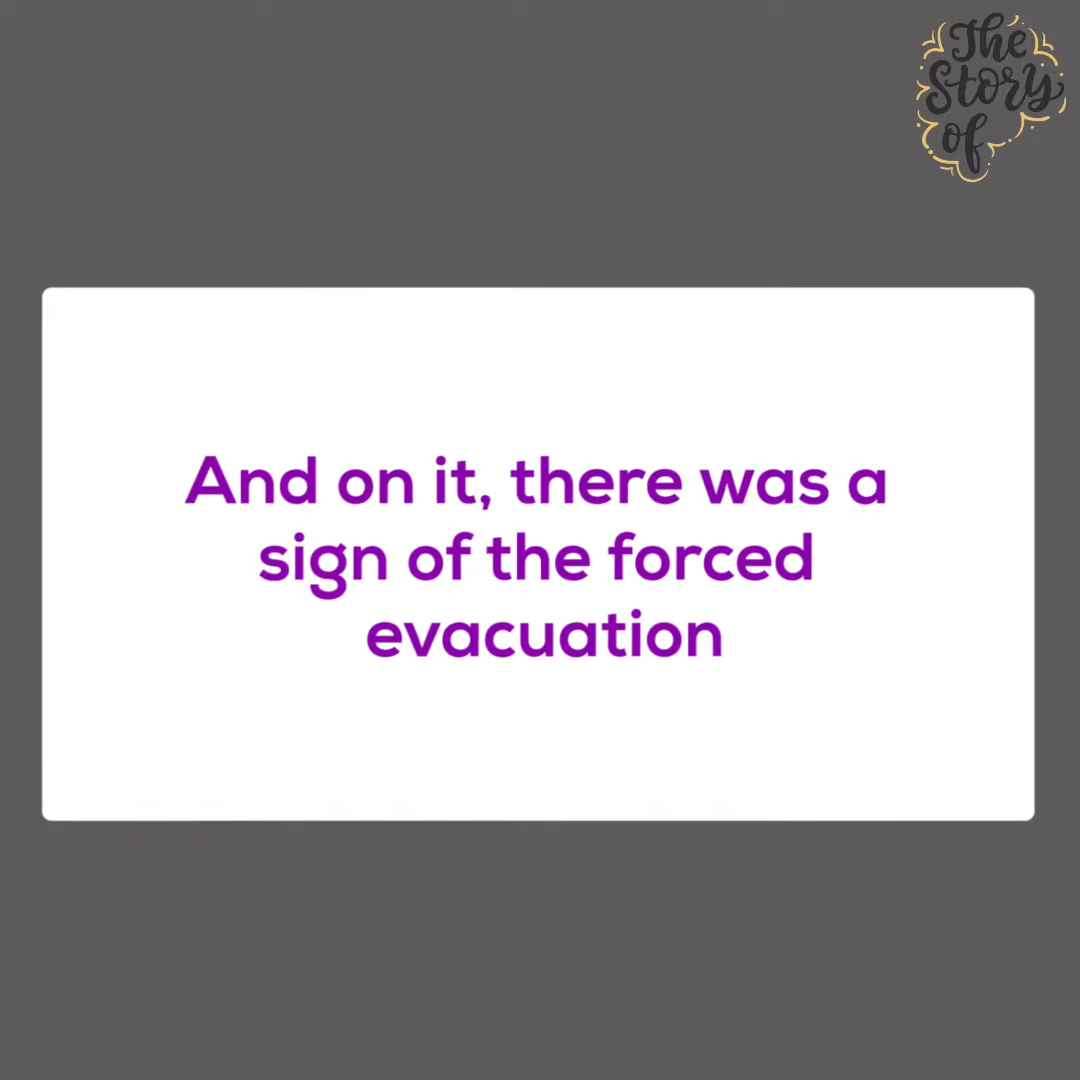 The
Story
of
And on it, there was a
sign of the forced
evacuation